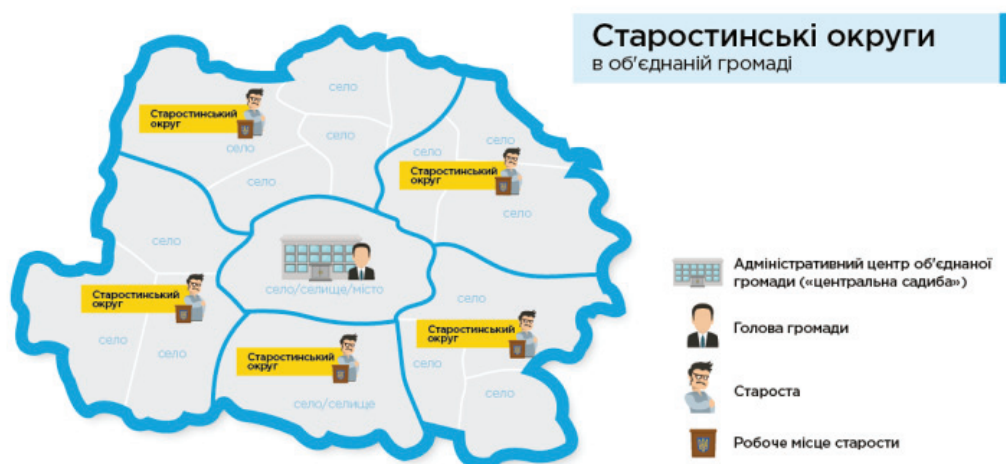 Старостинські округи
в об'єднаній громаді
село
село
Старостинський
округ
село
село
село
село
село
Старостинський
округ
село
село
село/селище/місто
Старостинський
округ
село
село
село
село
Старостинський
округ
село
село
Старостинський
округ
село/селище
Адміністративний центр об'єднаної
громади («центральна садиба»)
Голова громади
Староста
Робоче місце старости